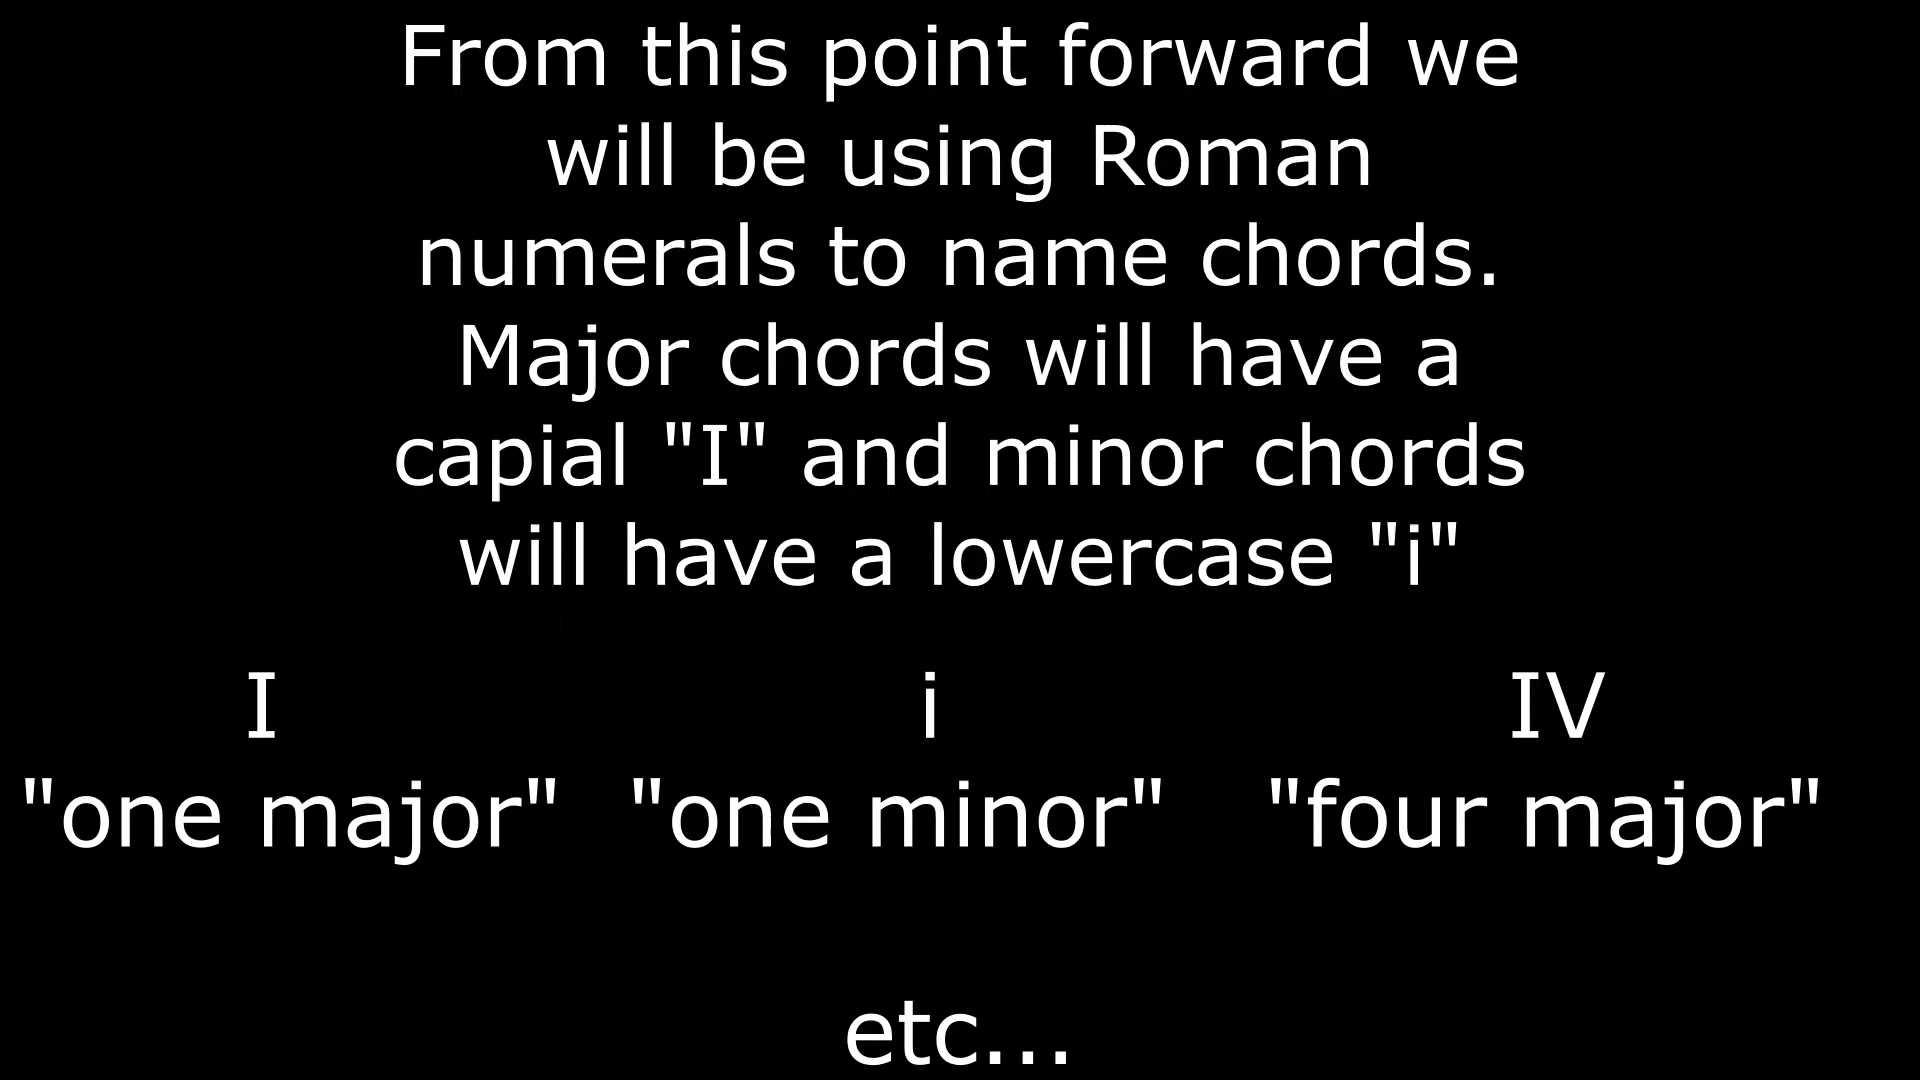 From this point forward we
will be using Roman
numerals to name chords.
Major chords will have a
capial "I" and minor chords
will have a lowercase "i"
I i IV
"one major" "one minor" "four major"
etc...